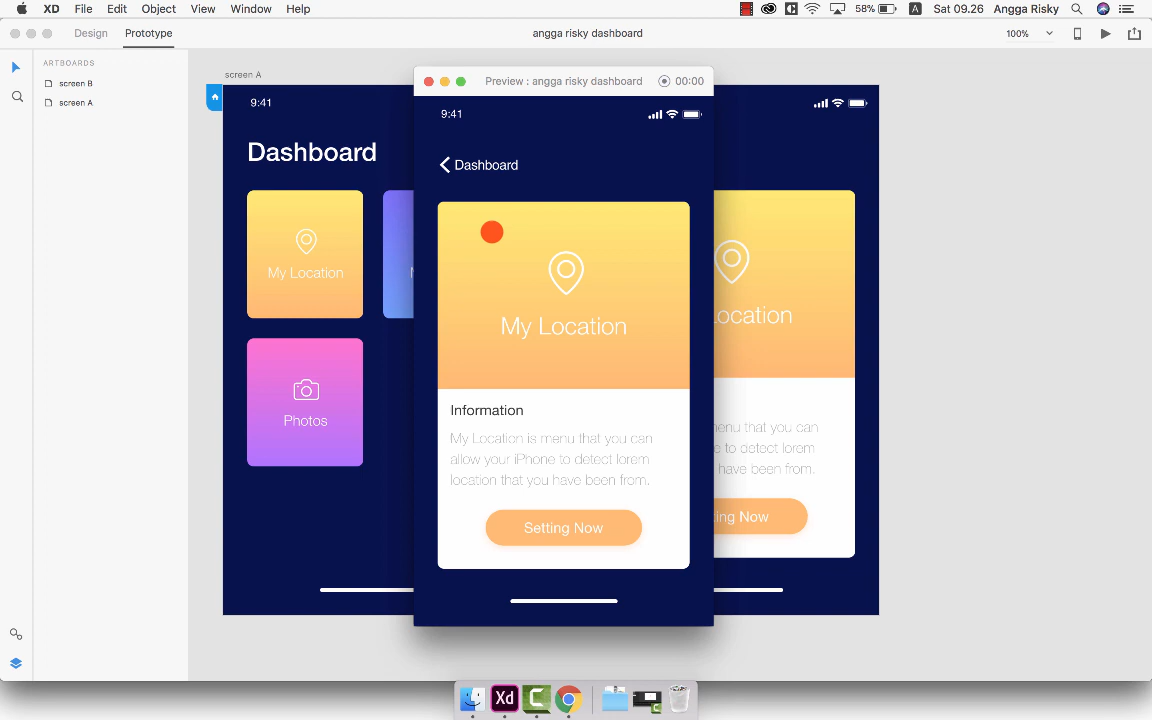 XD File Edit Object View Window Help
58% A Sat 09.26 Angga Risky
Design Prototype
angga risky dashboard
100%
ARTBOARDS
screen B
screen A
screen A
9:41
Dashboard
My Location
Photos
Preview : angga risky dashboard
00:00
9:41
Dashboard
My Location
Information
My Location is menu that you can
allow your iPhone to detect lorem
location that you have been from.
Setting Now
ocation
menu that you can
e to detect lorem
have been from.
ing Now
Xd